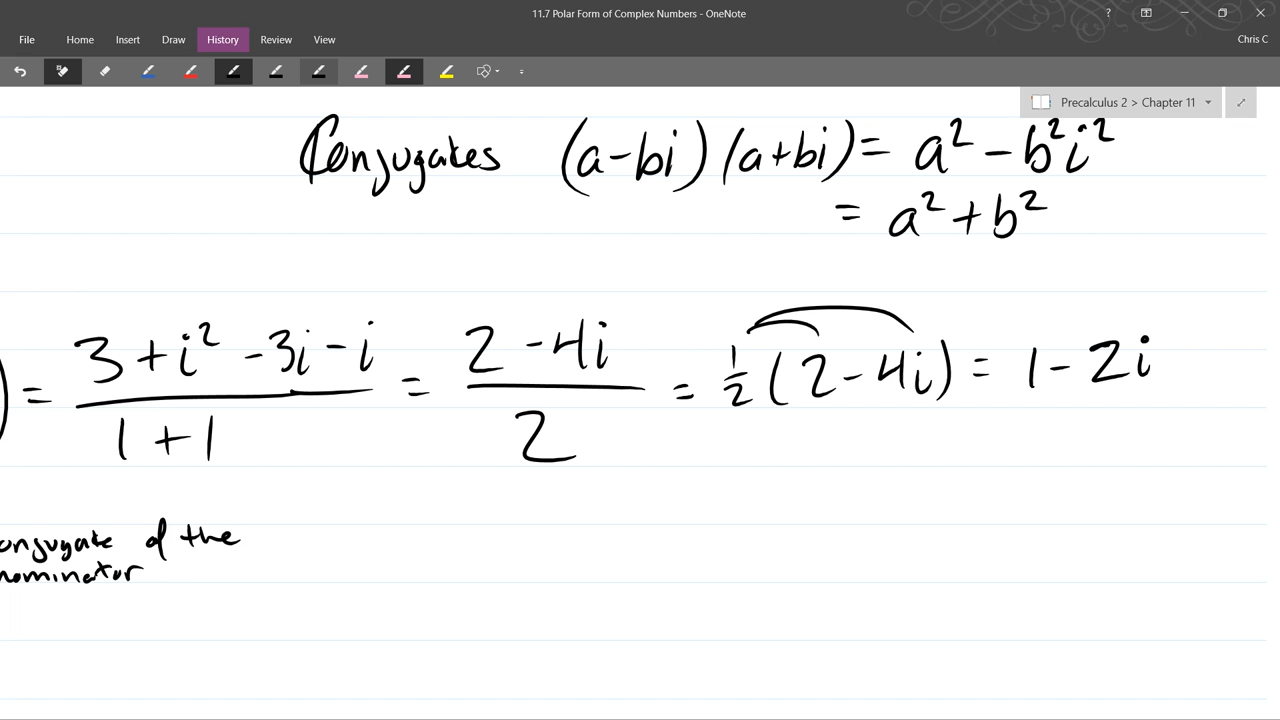 11.7 Polar Form of Complex Numbers - OneNote
File Home Insert Draw History Review View
Chris C
Precalculus 2 > Chapter 11
Conjugates (a-bi)(a+bi) = a² - b²i²
= a² + b²
) = (3 + i² - 3i - i)/(1 + 1) = (2 - 4i)/2 = ½(2 - 4i) = 1 - 2i
onjugate of the
nominator